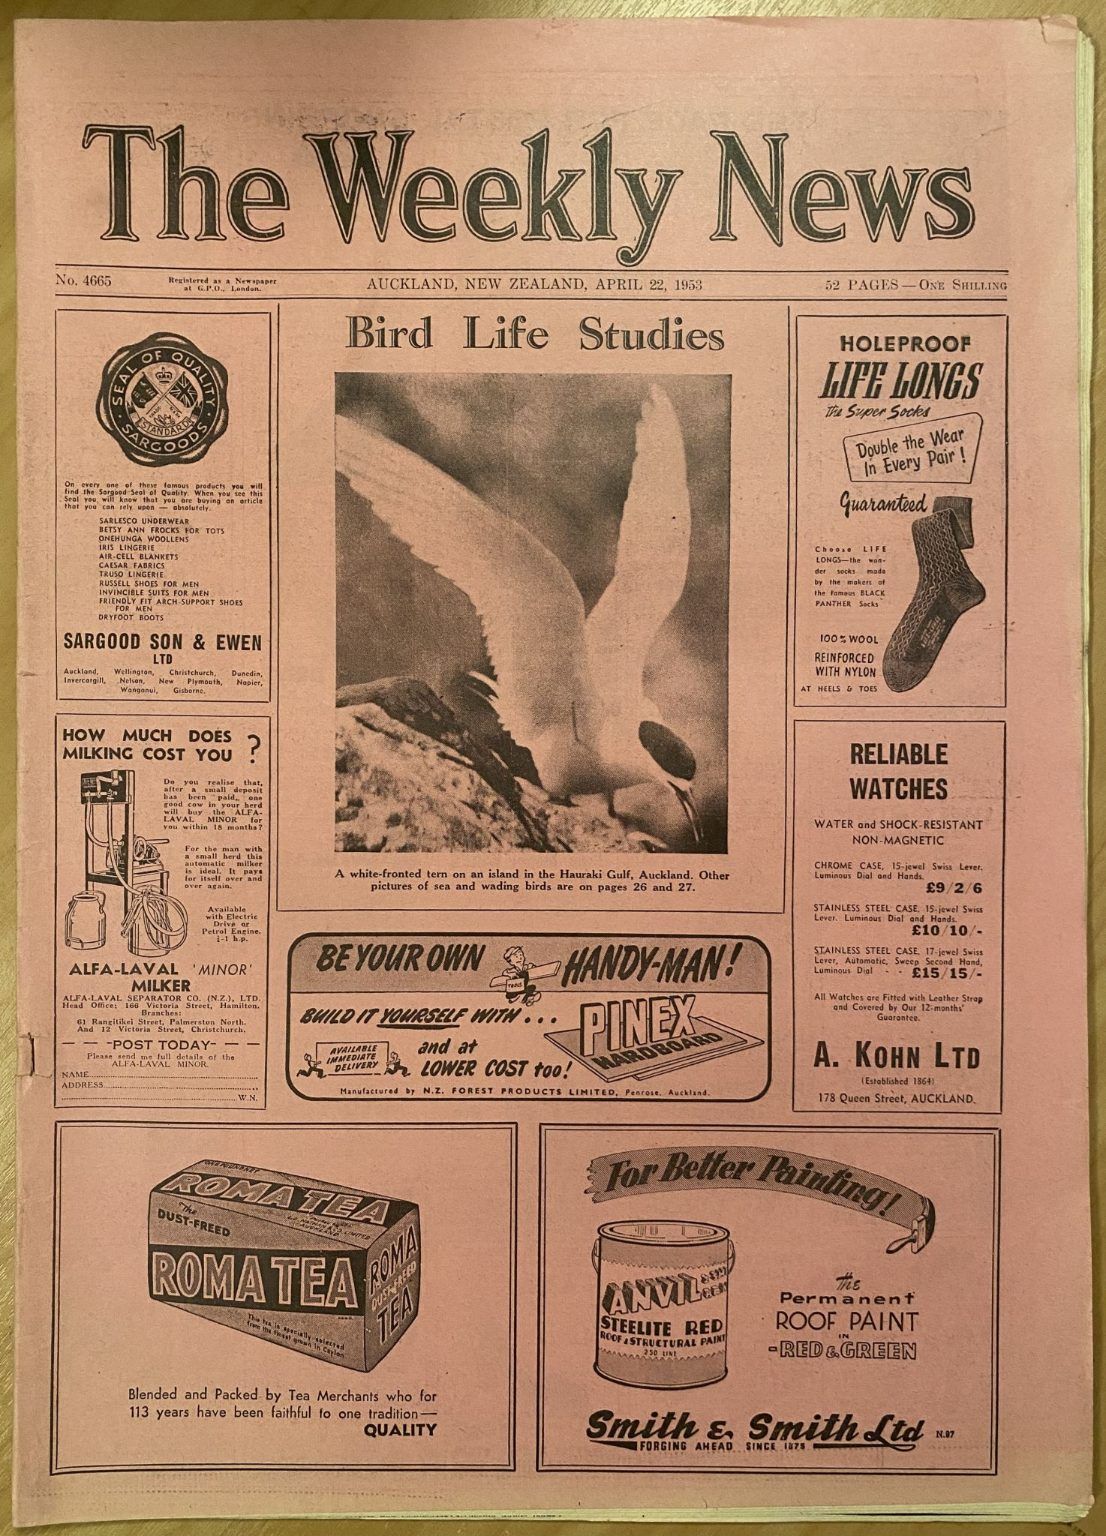 The Weekly News
No. 4665
Registered as a Newspaper
at G.P.O., London.
AUCKLAND, NEW ZEALAND, APRIL 22, 1953
52 PAGES — ONE SHILLING
SEAL OF QUALITY
STANDARD
SARGOODS
On every one of these famous products you will
find the Sargood Seal of Quality. When you see this
Seal you will know that you are buying an article
that you can rely upon — absolutely.
SARLESCO UNDERWEAR
BETSY ANN FROCKS FOR TOTS
ONEHUNGA WOOLLENS
IRIS LINGERIE
AIR-CELL BLANKETS
CAESAR FABRICS
TRUSO LINGERIE
RUSSELL SHOES FOR MEN
INVINCIBLE SUITS FOR MEN
FRIENDLY FIT ARCH-SUPPORT SHOES
FOR MEN
DRYFOOT BOOTS
SARGOOD SON & EWEN
LTD
Auckland, Wellington, Christchurch, Dunedin,
Invercargill, Nelson, New Plymouth, Napier,
Wanganui, Gisborne.
HOW MUCH DOES
MILKING COST YOU ?
Do you realise that,
after a small deposit
has been paid, one
good cow in your herd
will buy the ALFA-
LAVAL MINOR for
you within 18 months?
For the man with
a small herd this
automatic milker
is ideal. It pays
for itself over and
over again.
Available
with Electric
Drive or
Petrol Engine.
h.p.
ALFA-LAVAL 'MINOR'
MILKER
ALFA-LAVAL SEPARATOR CO. (N.Z.), LTD.
Head Office: 166 Victoria Street, Hamilton.
Branches:
61 Rangitikei Street, Palmerston North.
And 12 Victoria Street, Christchurch.
— — —POST TODAY— — —
Please send me full details of the
ALFA-LAVAL MINOR.
NAME
ADDRESS
W.N.
Bird Life Studies
A white-fronted tern on an island in the Hauraki Gulf, Auckland. Other
pictures of sea and wading birds are on pages 26 and 27.
BE YOUR OWN HANDY-MAN!
BUILD IT YOURSELF WITH ...
PINEX
HARDBOARD
AVAILABLE
IMMEDIATE
DELIVERY
and at
LOWER COST too!
Manufactured by N.Z. FOREST PRODUCTS LIMITED, Penrose, Auckland.
HOLEPROOF
LIFE LONGS
The Super Socks
Double the Wear
In Every Pair!
Guaranteed
Choose LIFE
LONGS—the won-
der socks made
by the makers of
the famous BLACK
PANTHER Socks
100% WOOL
REINFORCED
WITH NYLON
AT HEELS & TOES
RELIABLE
WATCHES
WATER and SHOCK-RESISTANT
NON-MAGNETIC
CHROME CASE, 15-jewel Swiss Lever.
Luminous Dial and Hands.
£9/2/6
STAINLESS STEEL CASE, 15-jewel Swiss
Lever. Luminous Dial and Hands.
£10/10/-
STAINLESS STEEL CASE, 17-jewel Swiss
Lever, Automatic, Sweep Second Hand,
Luminous Dial - - £15/15/-
All Watches are Fitted with Leather Strap
and Covered by Our 12-months'
Guarantee.
A. KOHN LTD
(Established 1864)
178 Queen Street, AUCKLAND.
ROMA TEA
The
DUST-FREED
ROMA TEA
ROMA
DUST-FREED
TEA
The tea is specially selected
from the finest grown in Ceylon
Blended and Packed by Tea Merchants who for
113 years have been faithful to one tradition—
QUALITY
For Better Painting!
ANVIL
STEELITE RED
ROOF & STRUCTURAL PAINT
The
Permanent
ROOF PAINT
IN
-RED & GREEN
Smith & Smith Ltd
FORGING AHEAD SINCE 1875
N.97